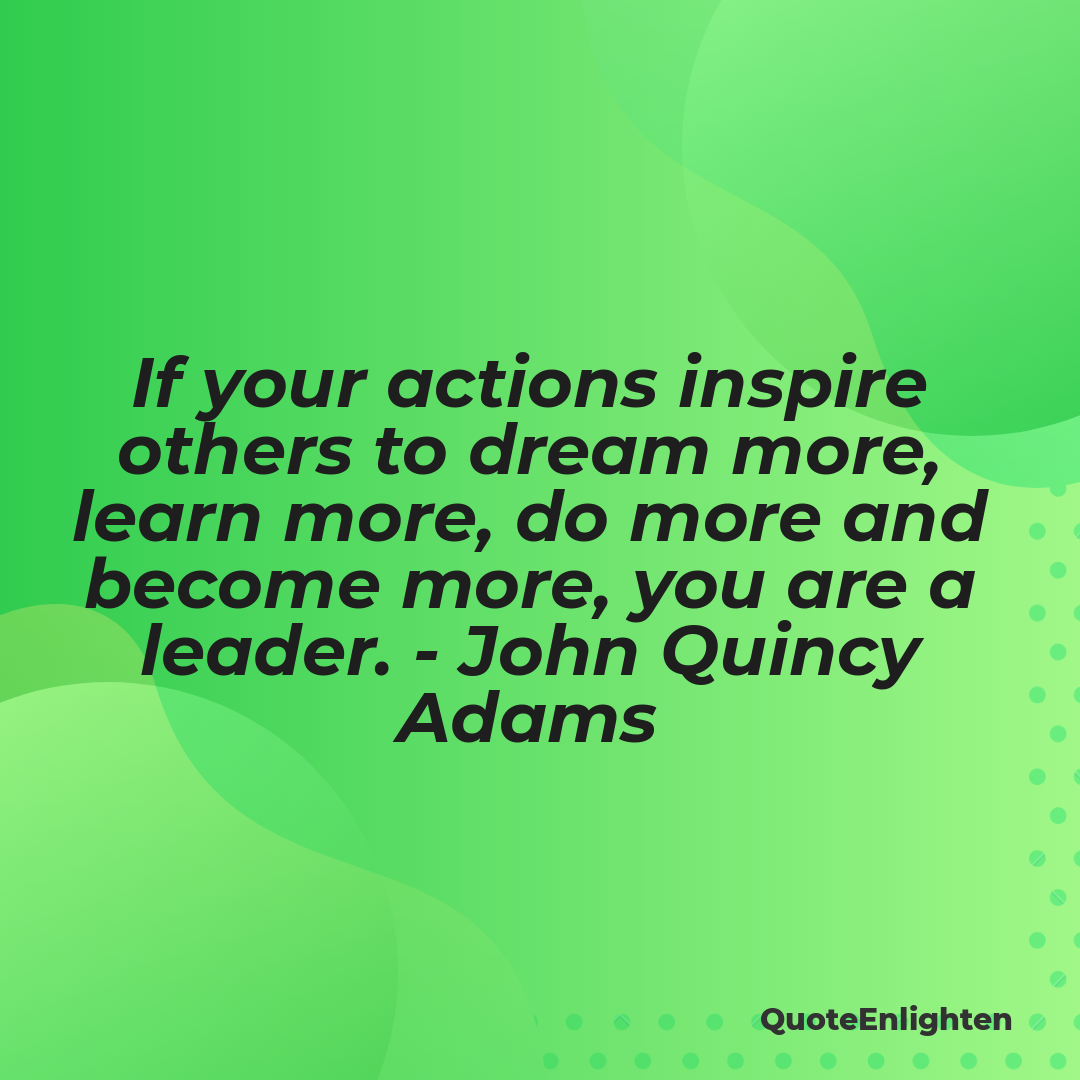 If your actions inspire
others to dream more,
learn more, do more and
become more, you are a
leader. - John Quincy
Adams
QuoteEnlighten